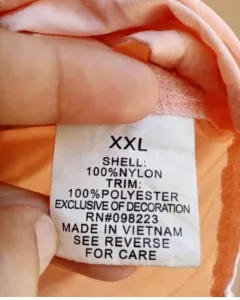 XXL
SHELL:
100%NYLON
TRIM:
100%POLYESTER
EXCLUSIVE OF DECORATION
RN#098223
MADE IN VIETNAM
SEE REVERSE
FOR CARE